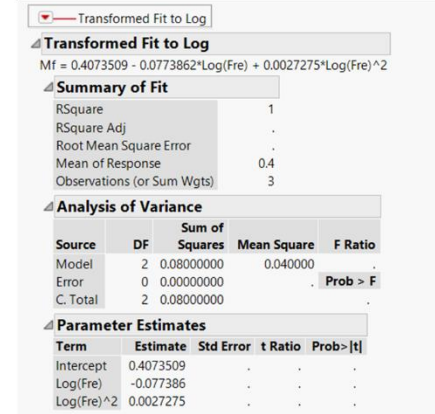 Transformed Fit to Log
Transformed Fit to Log
Mf = 0.4073509 - 0.0773862*Log(Fre) + 0.0027275*Log(Fre)^2
Summary of Fit
RSquare 1
RSquare Adj .
Root Mean Square Error .
Mean of Response 0.4
Observations (or Sum Wgts) 3
Analysis of Variance
Sum of
Source DF Squares Mean Square F Ratio
Model 2 0.08000000 0.040000 .
Error 0 0.00000000 . Prob > F
C. Total 2 0.08000000 .
Parameter Estimates
Term Estimate Std Error t Ratio Prob>|t|
Intercept 0.4073509 . . .
Log(Fre) -0.077386 . . .
Log(Fre)^2 0.0027275 . . .